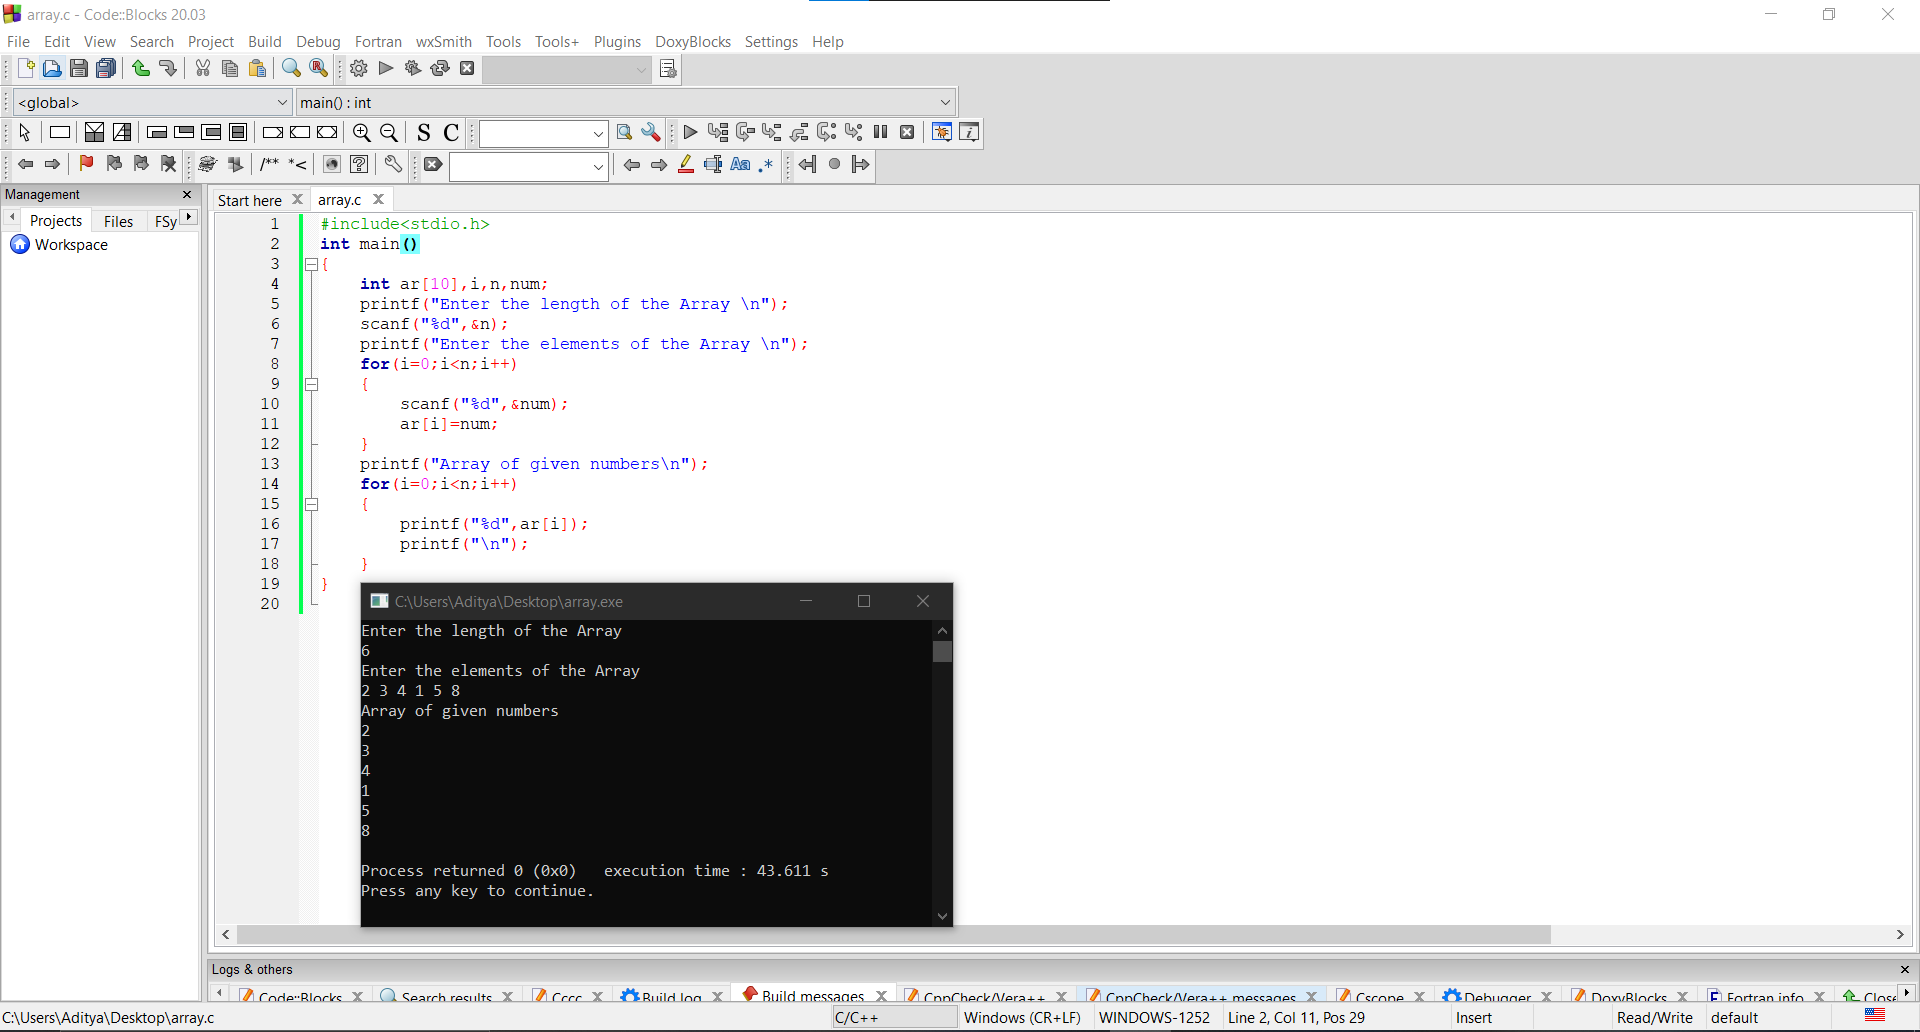 array.c - Code::Blocks 20.03
File Edit View Search Project Build Debug Fortran wxSmith Tools Tools+ Plugins DoxyBlocks Settings Help
<global> main() : int
S C
/** *<
Aa .*
Management
Start here array.c
Projects Files FSy
Workspace
1 #include<stdio.h>
2 int main()
3 {
4 int ar[10],i,n,num;
5 printf("Enter the length of the Array \n");
6 scanf("%d",&n);
7 printf("Enter the elements of the Array \n");
8 for(i=0;i<n;i++)
9 {
10 scanf("%d",&num);
11 ar[i]=num;
12 }
13 printf("Array of given numbers\n");
14 for(i=0;i<n;i++)
15 {
16 printf("%d",ar[i]);
17 printf("\n");
18 }
19 }
20
C:\Users\Aditya\Desktop\array.exe
Enter the length of the Array
6
Enter the elements of the Array
2 3 4 1 5 8
Array of given numbers
2
3
4
1
5
8
Process returned 0 (0x0)   execution time : 43.611 s
Press any key to continue.
Logs & others
Code::Blocks Search results Cccc Build log Build messages CppCheck/Vera++ CppCheck/Vera++ messages Cscope Debugger DoxyBlocks Fortran info Close
C:\Users\Aditya\Desktop\array.c C/C++ Windows (CR+LF) WINDOWS-1252 Line 2, Col 11, Pos 29 Insert Read/Write default